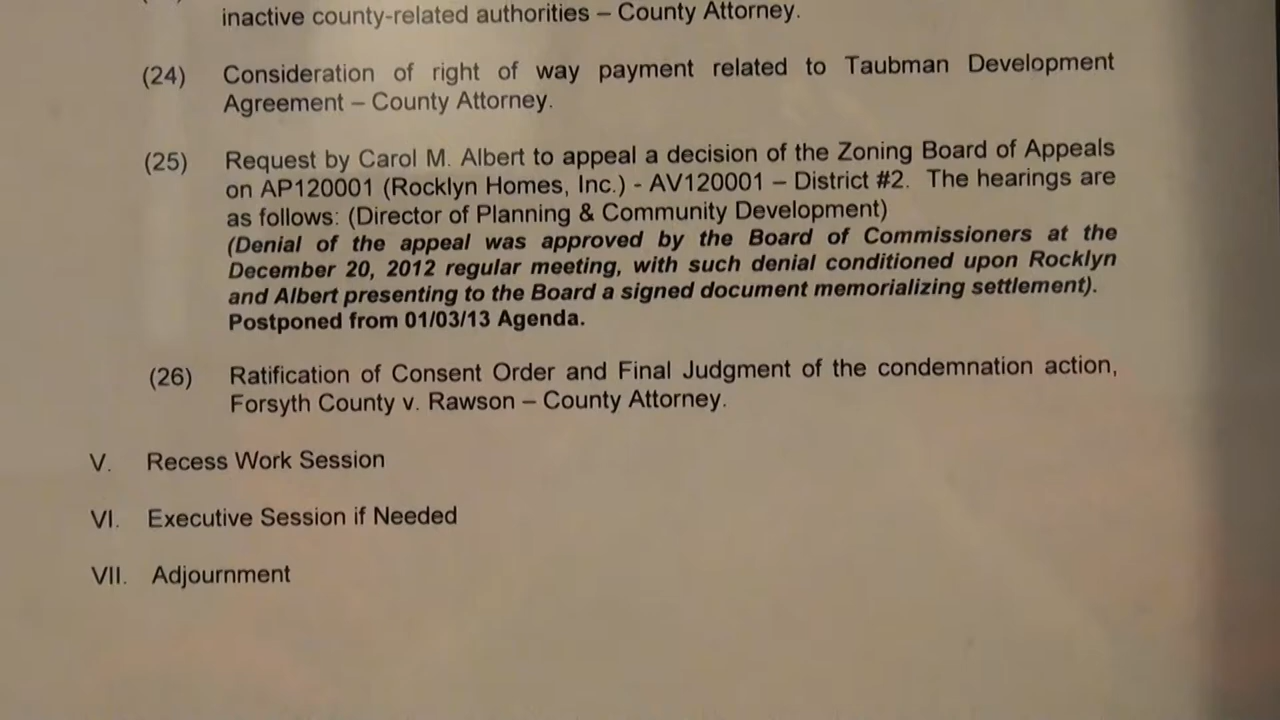 inactive county-related authorities – County Attorney.
(24) Consideration of right of way payment related to Taubman Development
Agreement – County Attorney.
(25) Request by Carol M. Albert to appeal a decision of the Zoning Board of Appeals
on AP120001 (Rocklyn Homes, Inc.) - AV120001 – District #2. The hearings are
as follows: (Director of Planning & Community Development)
(Denial of the appeal was approved by the Board of Commissioners at the
December 20, 2012 regular meeting, with such denial conditioned upon Rocklyn
and Albert presenting to the Board a signed document memorializing settlement).
Postponed from 01/03/13 Agenda.
(26) Ratification of Consent Order and Final Judgment of the condemnation action,
Forsyth County v. Rawson – County Attorney.
V. Recess Work Session
VI. Executive Session if Needed
VII. Adjournment